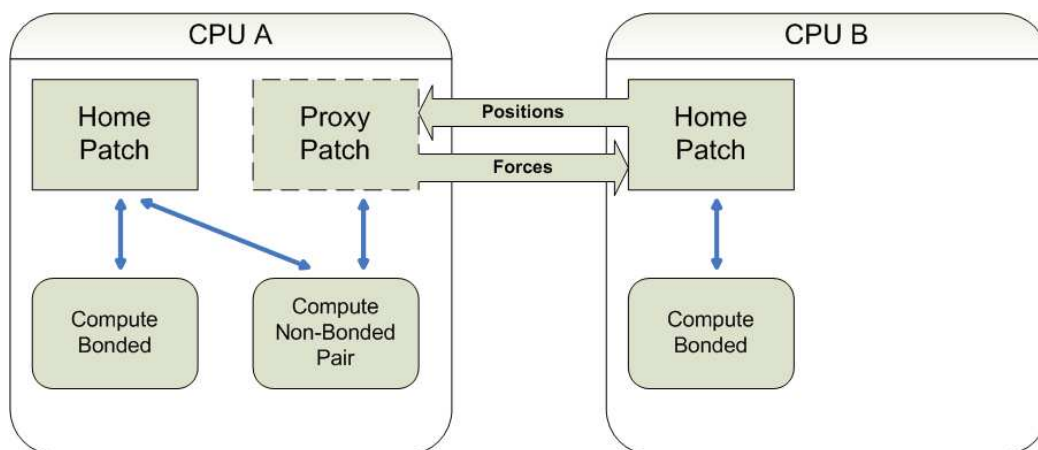 CPU A
CPU B
Home
Patch
Proxy
Patch
Positions
Forces
Home
Patch
Compute
Bonded
Compute
Non-Bonded
Pair
Compute
Bonded